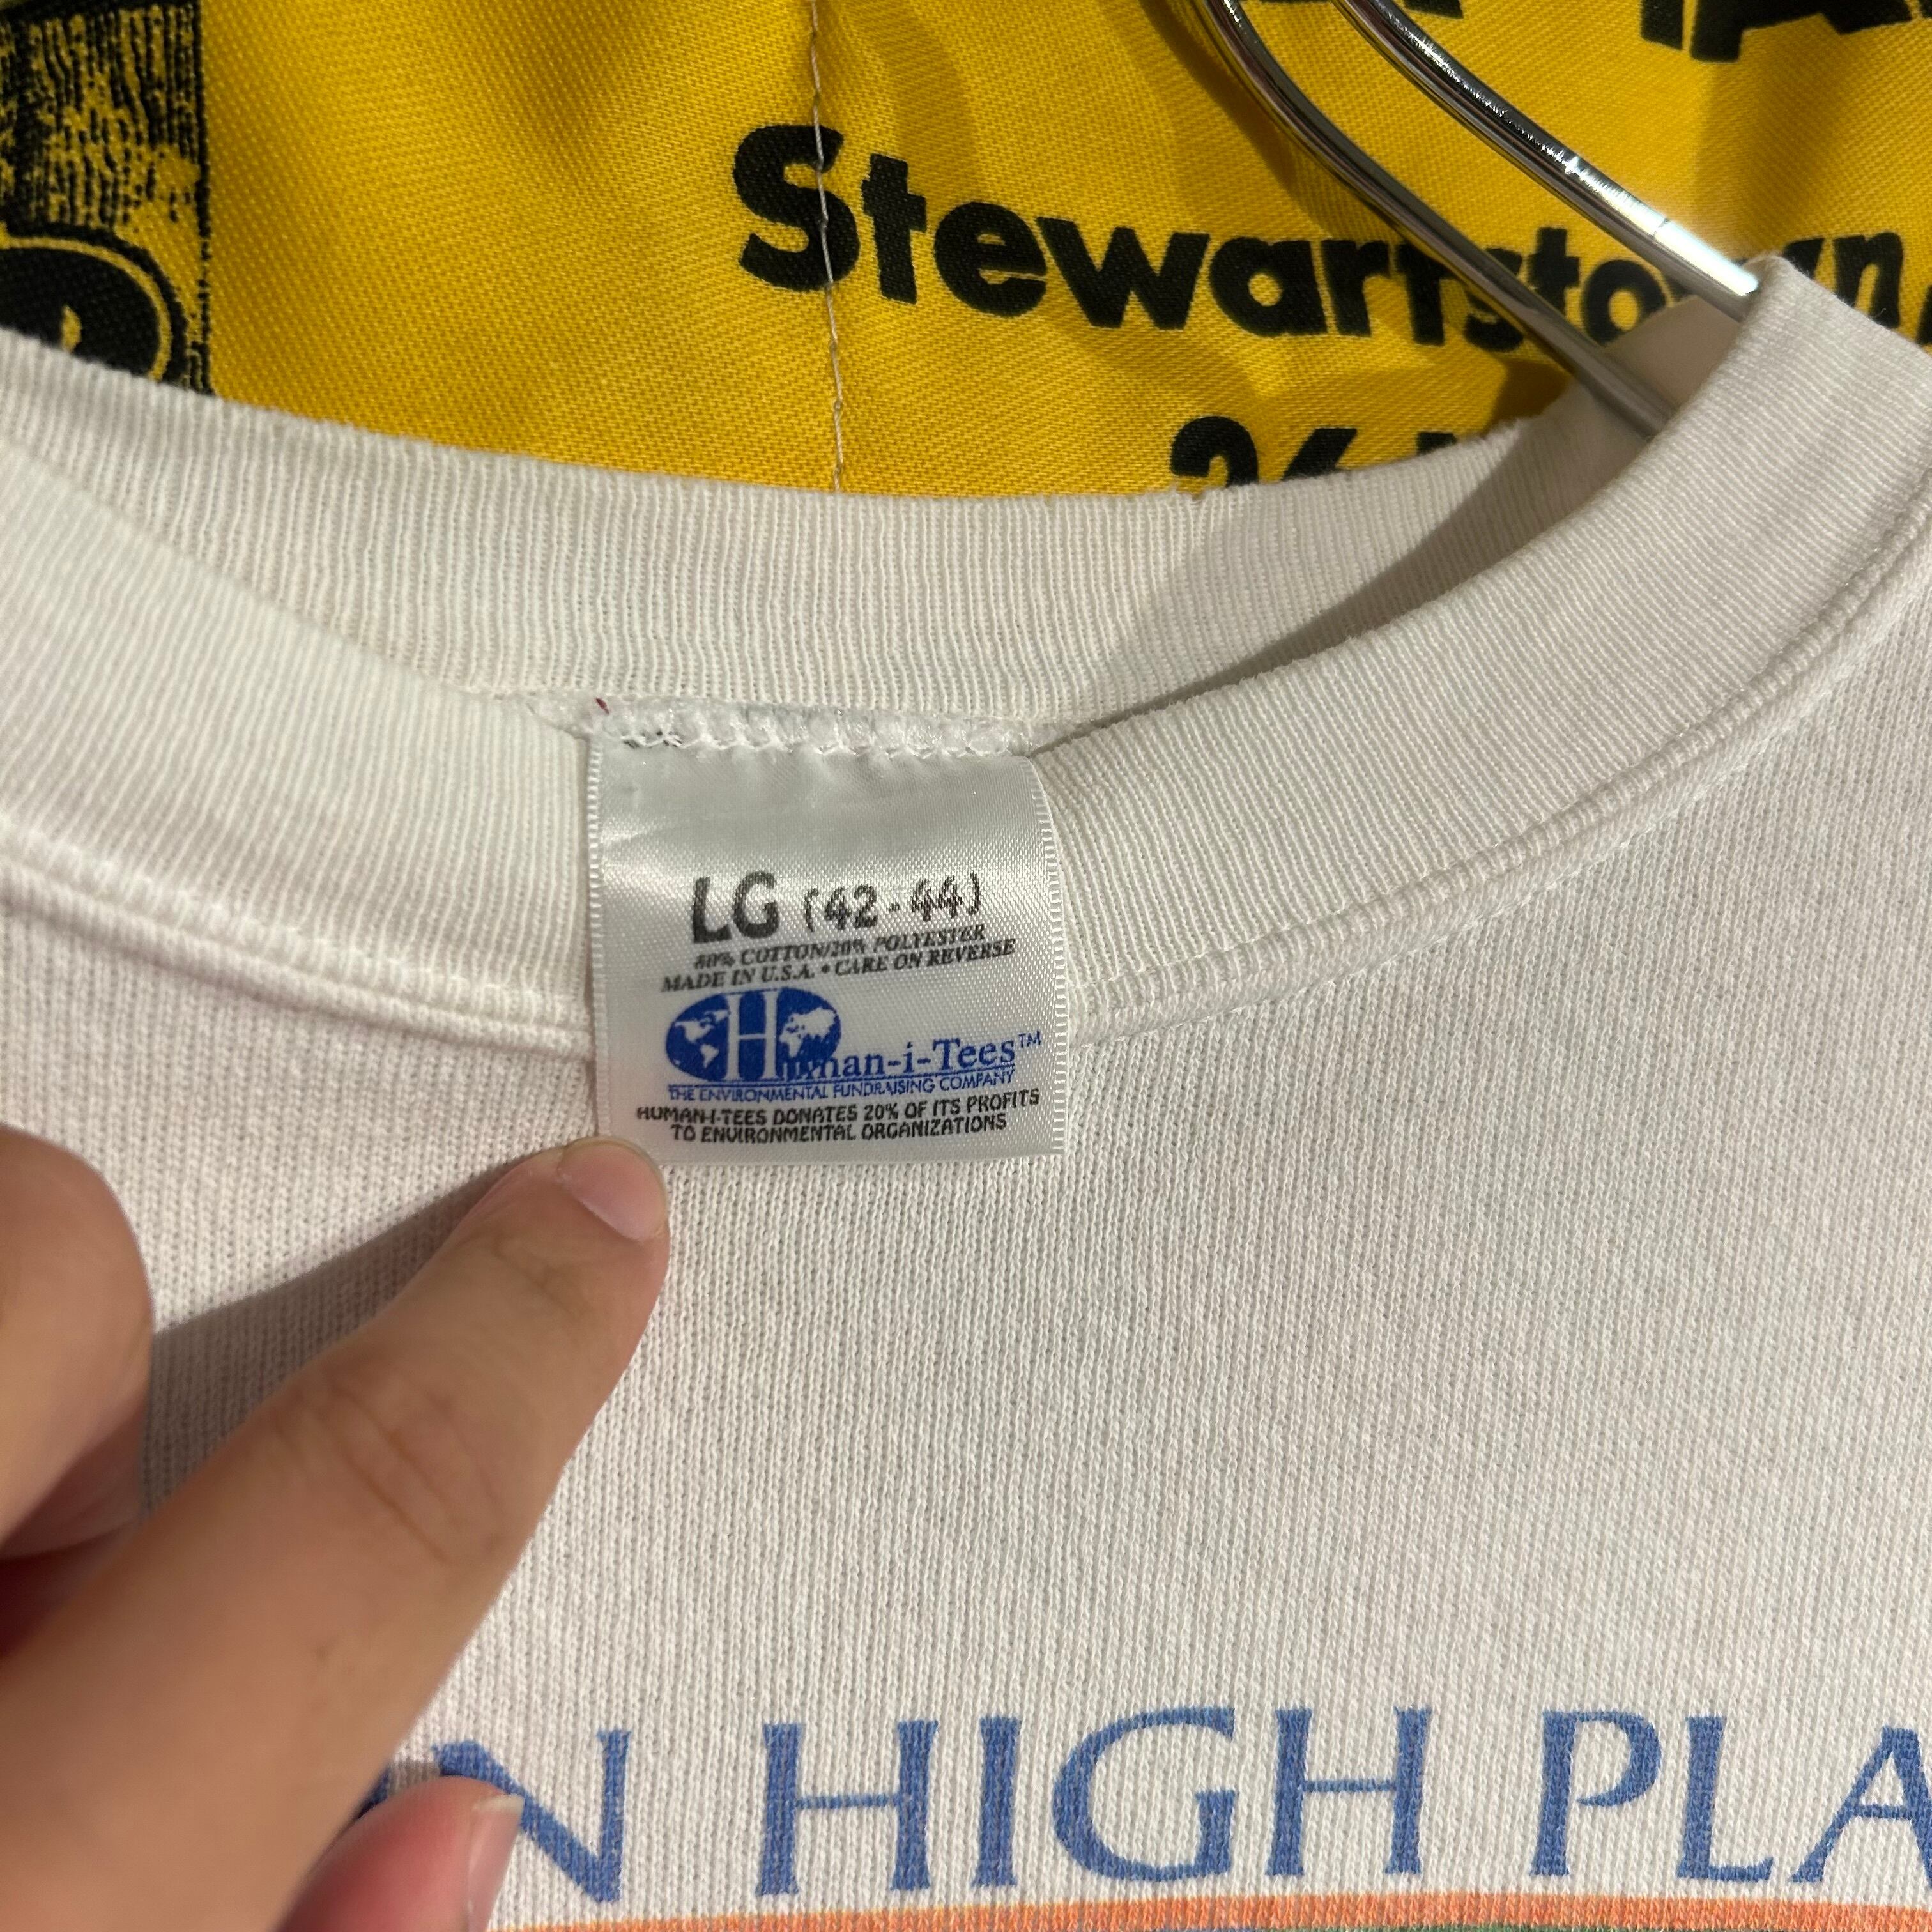 Stewartstown
LG (42-44)
80% COTTON/20% POLYESTER
MADE IN U.S.A. • CARE ON REVERSE
Human-i-Tees™
THE ENVIRONMENTAL FUNDRAISING COMPANY
HUMAN-I-TEES DONATES 20% OF ITS PROFITS
TO ENVIRONMENTAL ORGANIZATIONS
HIGH PLA